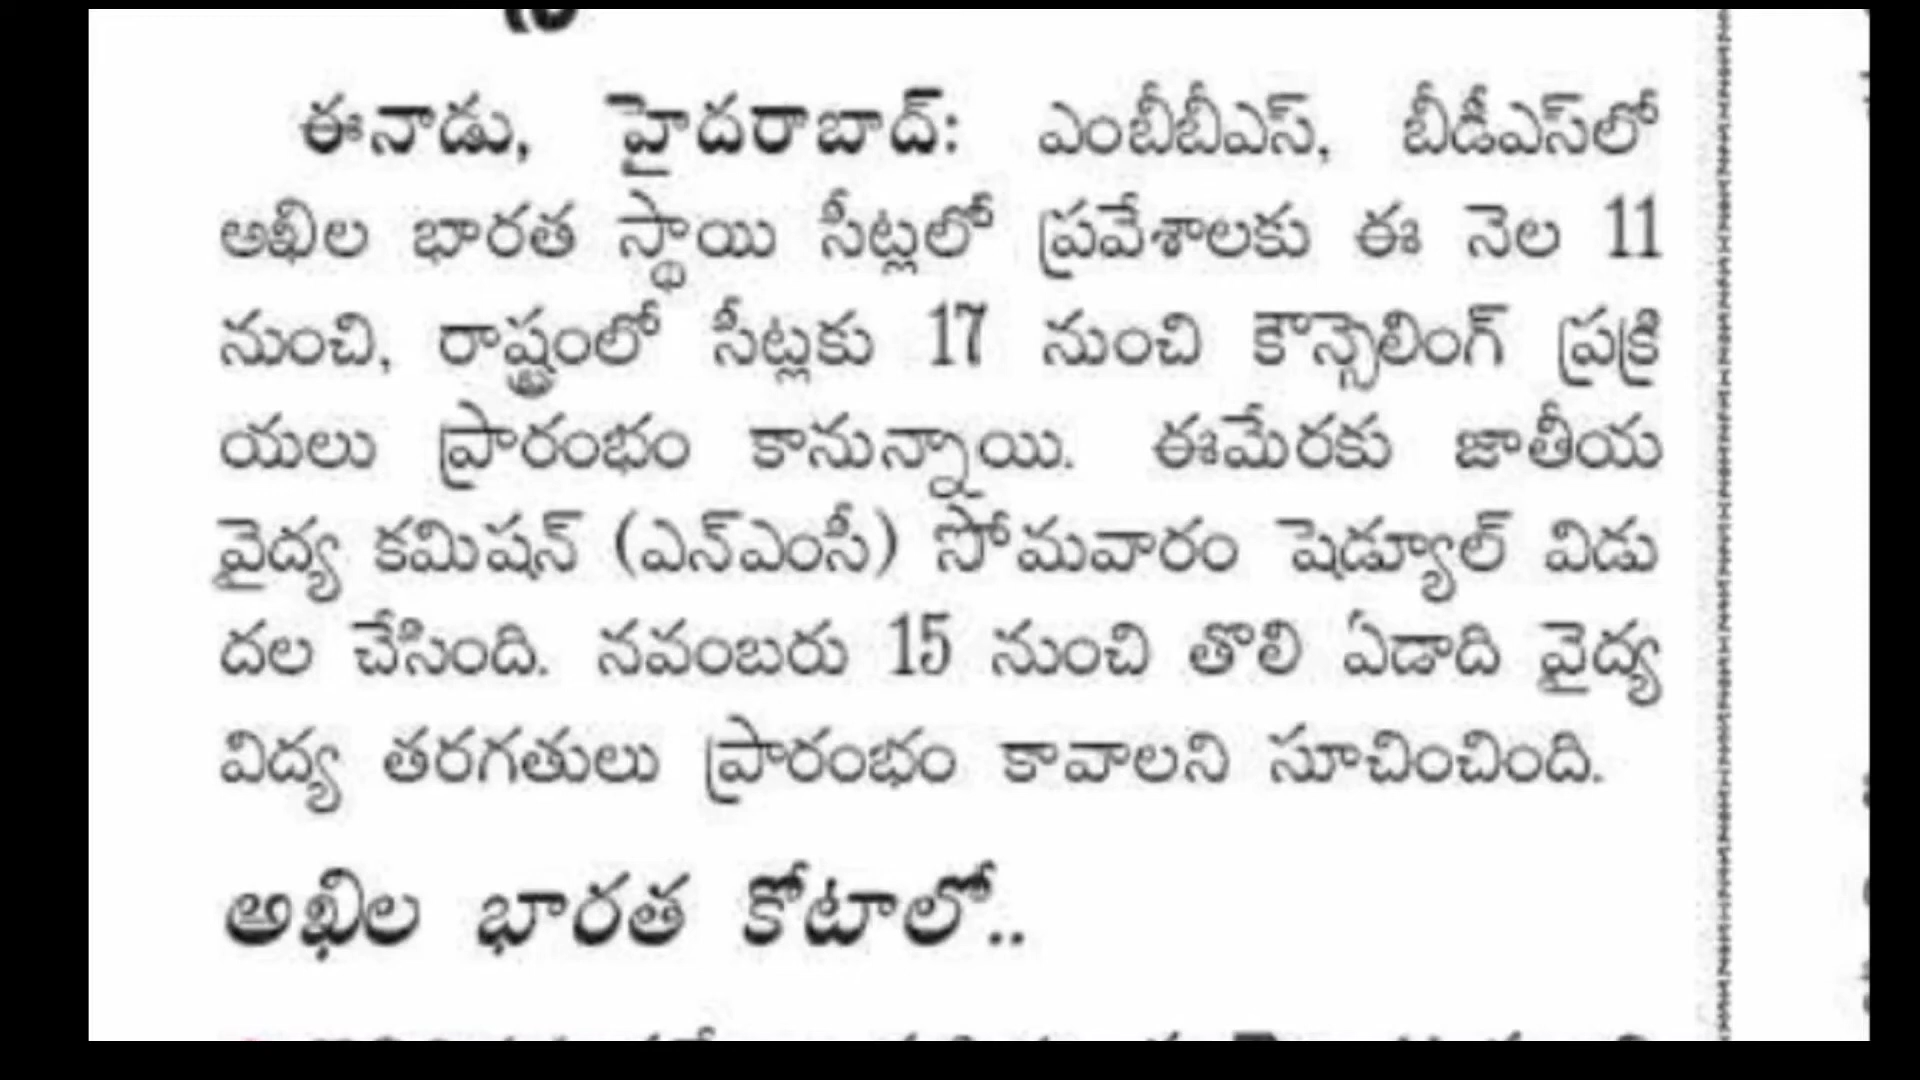 ఈనాడు, హైదరాబాద్: ఎంబీబీఎస్, బీడీఎస్‌లో
అఖిల భారత స్థాయి సీట్లలో ప్రవేశాలకు ఈ నెల 11
నుంచి, రాష్ట్రంలో సీట్లకు 17 నుంచి కౌన్సెలింగ్ ప్రక్రి
యలు ప్రారంభం కానున్నాయి. ఈమేరకు జాతీయ
వైద్య కమిషన్ (ఎన్ఎంసీ) సోమవారం షెడ్యూల్ విడు
దల చేసింది. నవంబరు 15 నుంచి తొలి ఏడాది వైద్య
విద్య తరగతులు ప్రారంభం కావాలని సూచించింది.
అఖిల భారత కోటాలో..